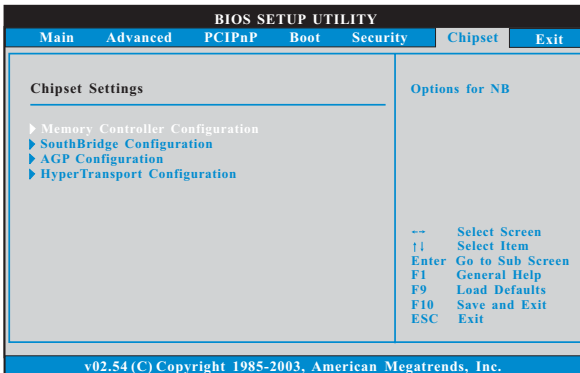 BIOS SETUP UTILITY
Main Advanced PCIPnP Boot Security Chipset Exit
Chipset Settings
Memory Controller Configuration
SouthBridge Configuration
AGP Configuration
HyperTransport Configuration
Options for NB
←→ Select Screen
↑↓ Select Item
Enter Go to Sub Screen
F1 General Help
F9 Load Defaults
F10 Save and Exit
ESC Exit
v02.54 (C) Copyright 1985-2003, American Megatrends, Inc.